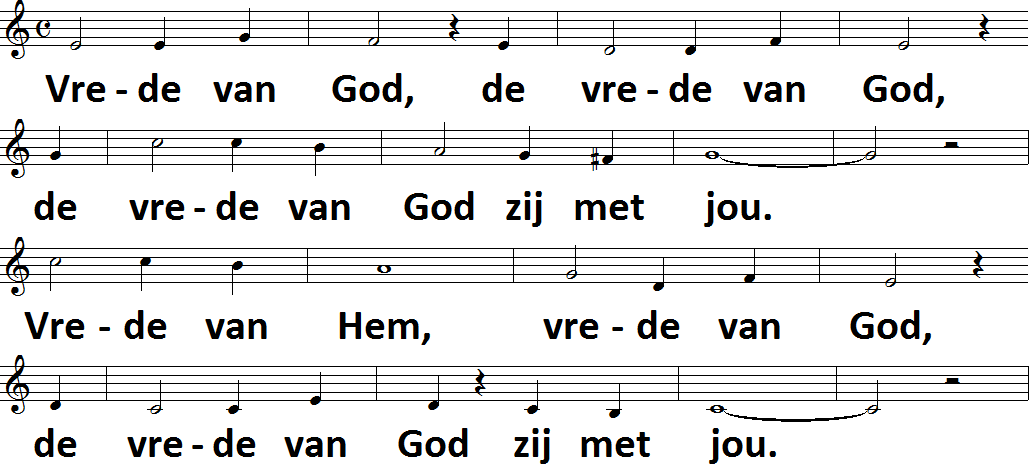 Vre - de van God, de vre - de van God,
de vre - de van God zij met jou.
Vre - de van Hem, vre - de van God,
de vre - de van God zij met jou.